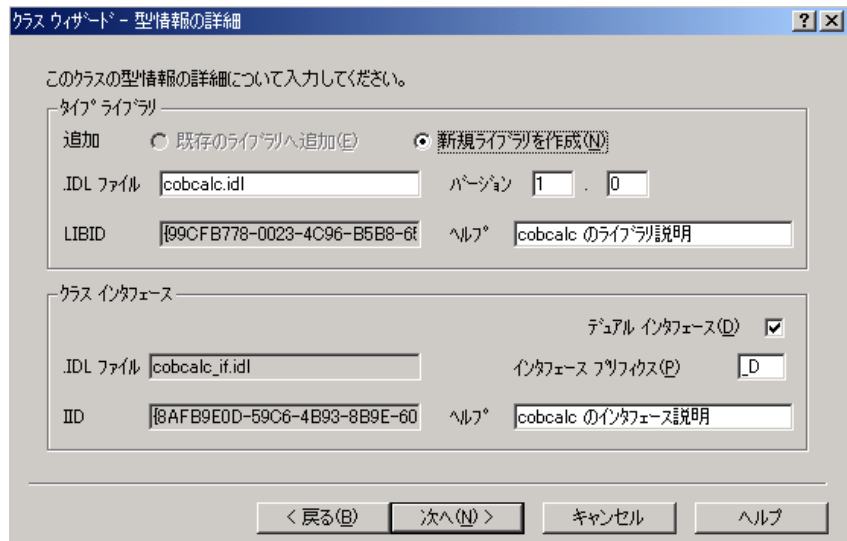 クラス ウィザード - 型情報の詳細
このクラスの型情報の詳細について入力してください。
タイプ ライブラリ
追加 既存のライブラリへ追加(E) 新規ライブラリを作成(N)
.IDL ファイル cobcalc.idl バージョン 1 . 0
LIBID {99CFB778-0023-4C96-B5B8-65 ヘルプ cobcalc のライブラリ説明
クラス インタフェース
デュアル インタフェース(D)
.IDL ファイル cobcalc_if.idl インタフェース プリフィクス(P) _D
IID {8AFB9E0D-59C6-4B93-8B9E-60 ヘルプ cobcalc のインタフェース説明
< 戻る(B) 次へ(N) > キャンセル ヘルプ